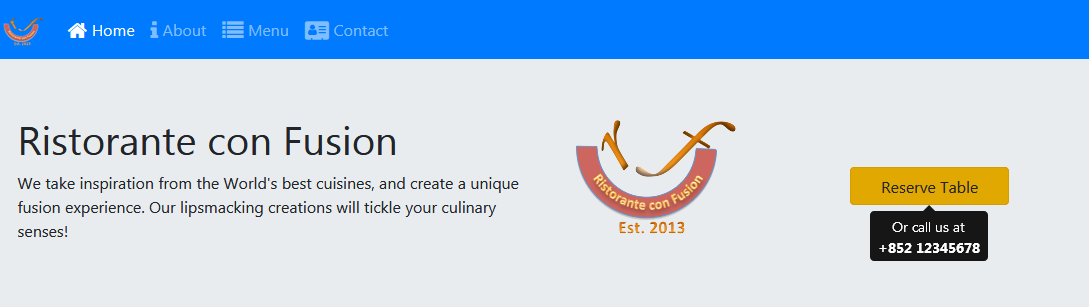 Home About Menu Contact
Ristorante con Fusion
We take inspiration from the World's best cuisines, and create a unique
fusion experience. Our lipsmacking creations will tickle your culinary
senses!
Ristorante con Fusion
Est. 2013
Reserve Table
Or call us at
+852 12345678